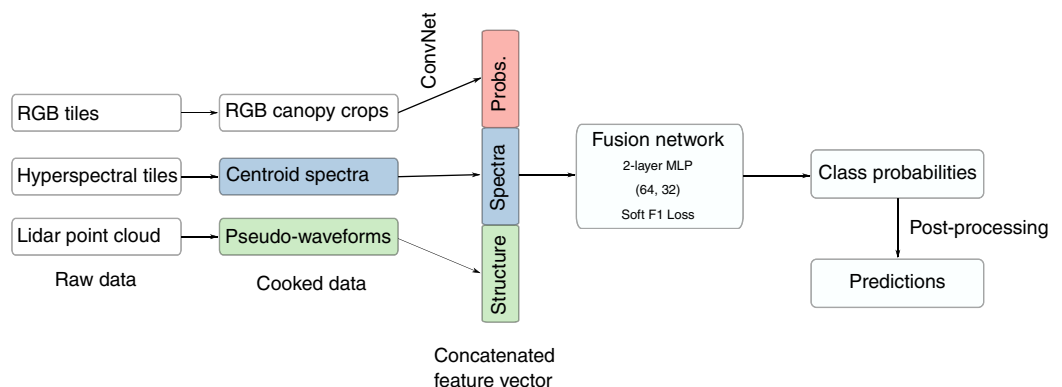 RGB tiles
RGB canopy crops
ConvNet
Probs.
Hyperspectral tiles
Centroid spectra
Spectra
Lidar point cloud
Pseudo-waveforms
Structure
Raw data
Cooked data
Concatenated
feature vector
Fusion network
2-layer MLP
(64, 32)
Soft F1 Loss
Class probabilities
Post-processing
Predictions